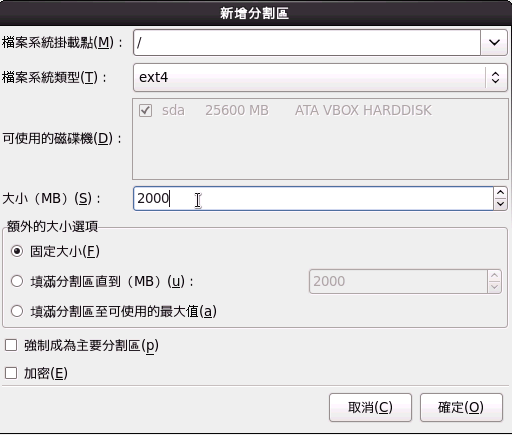 新增分割區
檔案系統掛載點(M)： /
檔案系統類型(T)： ext4
可使用的磁碟機(D)： sda 25600 MB ATA VBOX HARDDISK
大小（MB）(S)： 2000
額外的大小選項
固定大小(F)
填滿分割區直到（MB）(u)： 2000
填滿分割區至可使用的最大值(a)
強制成為主要分割區(p)
加密(E)
取消(C) 確定(O)